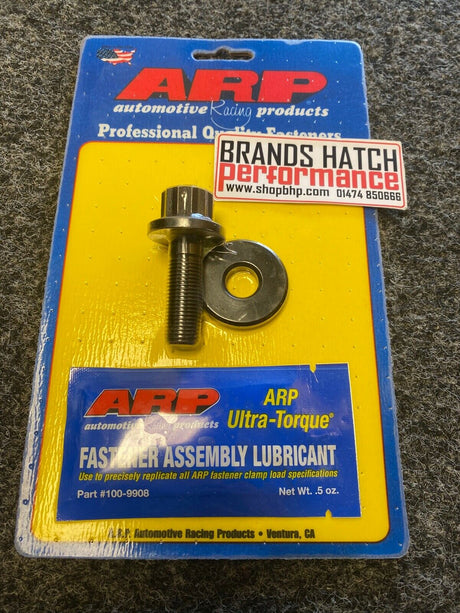 ARP
automotive Racing products
Professional Quality Fasteners
BRANDS HATCH
performance
www.shopbhp.com 01474 850666
ARP
automotive Racing products
ARP
Ultra-Torque®
FASTENER ASSEMBLY LUBRICANT
Use to precisely replicate all ARP fastener clamp load specifications
Part #100-9908
Net Wt. .5 oz.
A.R.P. Automotive Racing Products • Ventura, CA